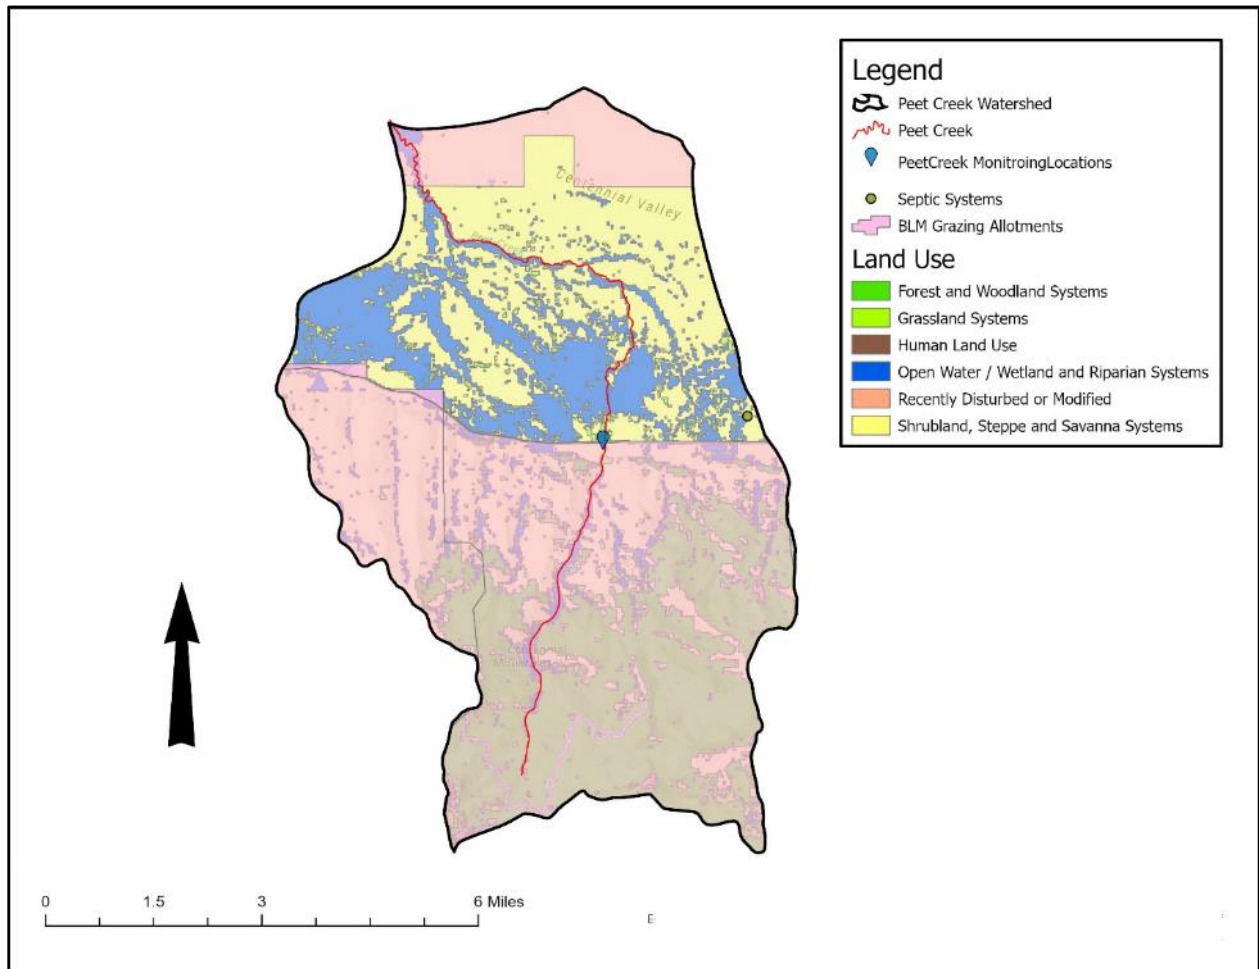 Legend
Peet Creek Watershed
Peet Creek
PeetCreek MonitroingLocations
Septic Systems
BLM Grazing Allotments
Land Use
Forest and Woodland Systems
Grassland Systems
Human Land Use
Open Water / Wetland and Riparian Systems
Recently Disturbed or Modified
Shrubland, Steppe and Savanna Systems
Centennial Valley
Centennial
0 1.5 3 6 Miles
E